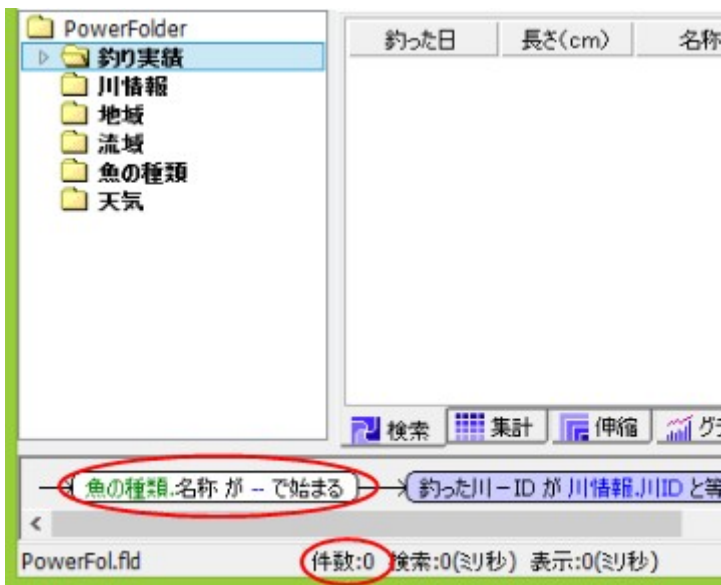 PowerFolder
釣り実績
川情報
地域
流域
魚の種類
天気
釣った日 長さ(cm) 名称
検索 集計 伸縮 グラ
魚の種類.名称 が -- で始まる 釣った川-ID が 川情報.川ID と等
PowerFol.fld 件数:0 検索:0(ミリ秒) 表示:0(ミリ秒)